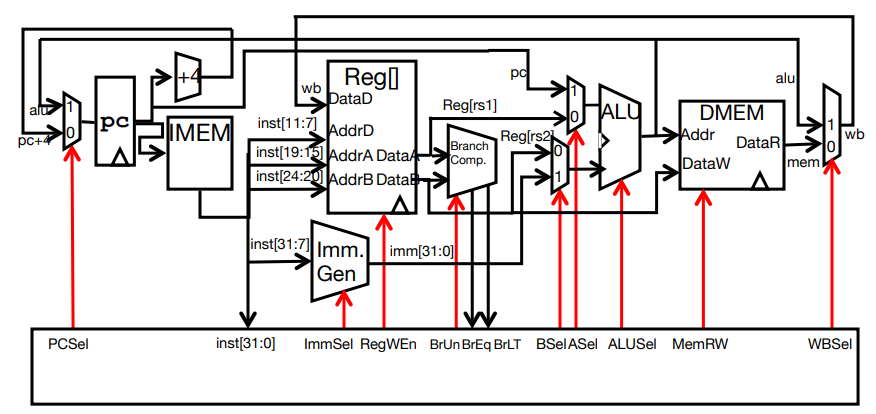 alu
pc+4
1
0
pc
+4
IMEM
wb
Reg[]
DataD
inst[11:7]
AddrD
inst[19:15]
AddrA DataA
inst[24:20]
AddrB DataB
inst[31:7]
Imm.
Gen
imm[31:0]
Reg[rs1]
Branch
Comp.
Reg[rs2]
pc
1
0
0
1
ALU
DMEM
Addr
DataR
DataW
alu
mem
1
0
wb
PCSel
inst[31:0]
ImmSel
RegWEn
BrUn
BrEq
BrLT
BSel
ASel
ALUSel
MemRW
WBSel